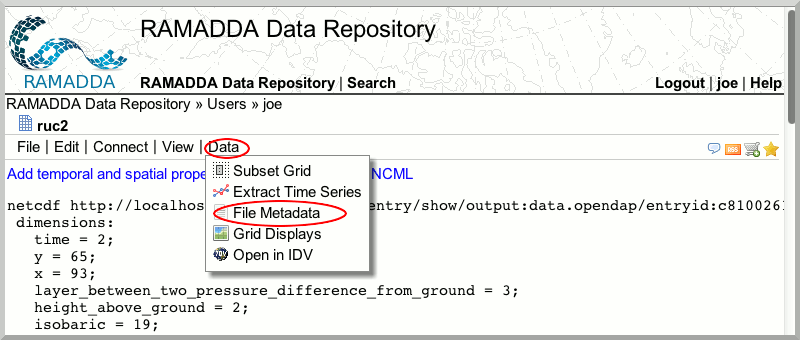 RAMADDA Data Repository
RAMADDA
RAMADDA Data Repository | Search
Logout | joe | Help
RAMADDA Data Repository » Users » joe
ruc2
File | Edit | Connect | View | Data
RSS
Add temporal and spatial prope NCML
Subset Grid
Extract Time Series
File Metadata
Grid Displays
Open in IDV
netcdf http://localhos entry/show/output:data.opendap/entryid:c810026
dimensions:
time = 2;
y = 65;
x = 93;
layer_between_two_pressure_difference_from_ground = 3;
height_above_ground = 2;
isobaric = 19;